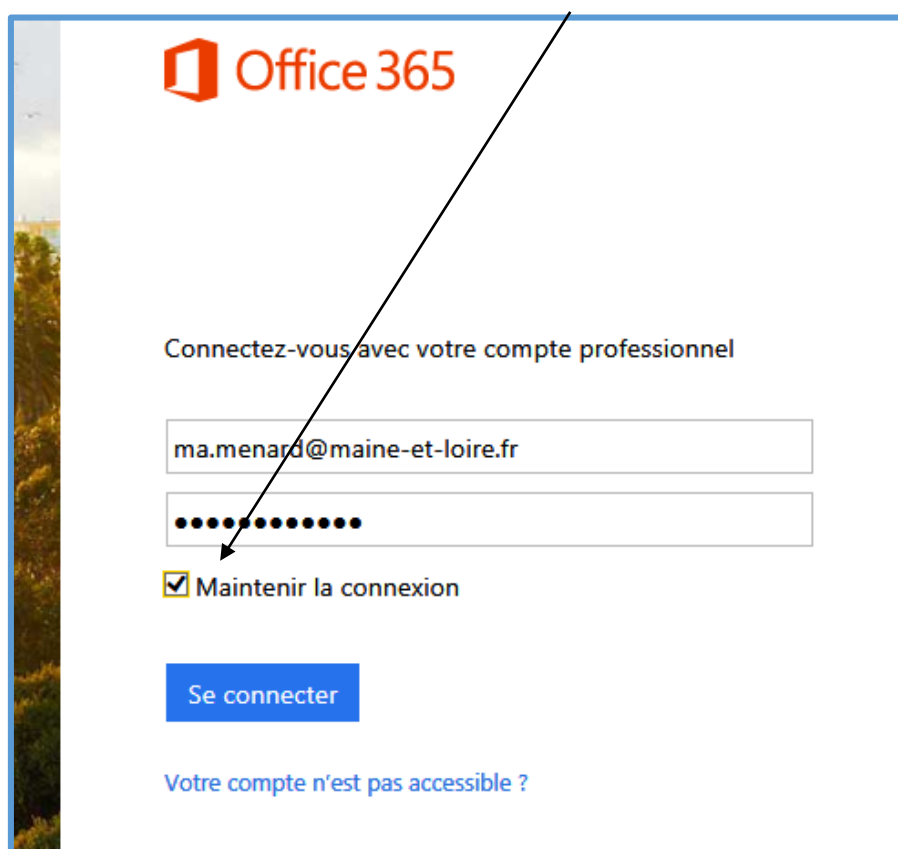 Office 365
Connectez-vous avec votre compte professionnel
ma.menard@maine-et-loire.fr
●●●●●●●●●●●●
Maintenir la connexion
Se connecter
Votre compte n'est pas accessible ?